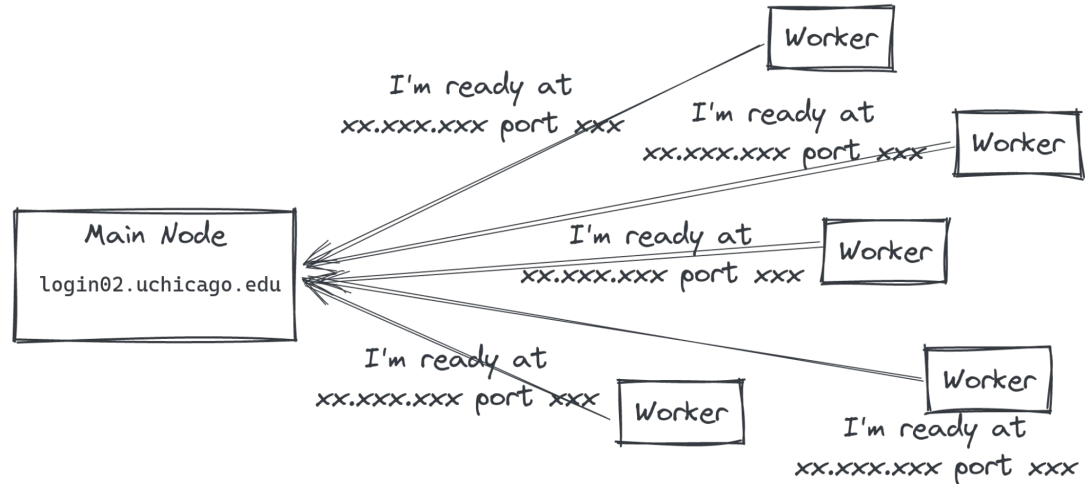 Worker
I'm ready at
xx.xxx.xxx port xxx
I'm ready at
xx.xxx.xxx port xxx
Worker
Main Node
login02.uchicago.edu
I'm ready at
xx.xxx.xxx port xxx
Worker
I'm ready at
xx.xxx.xxx port xxx
Worker
Worker
I'm ready at
xx.xxx.xxx port xxx